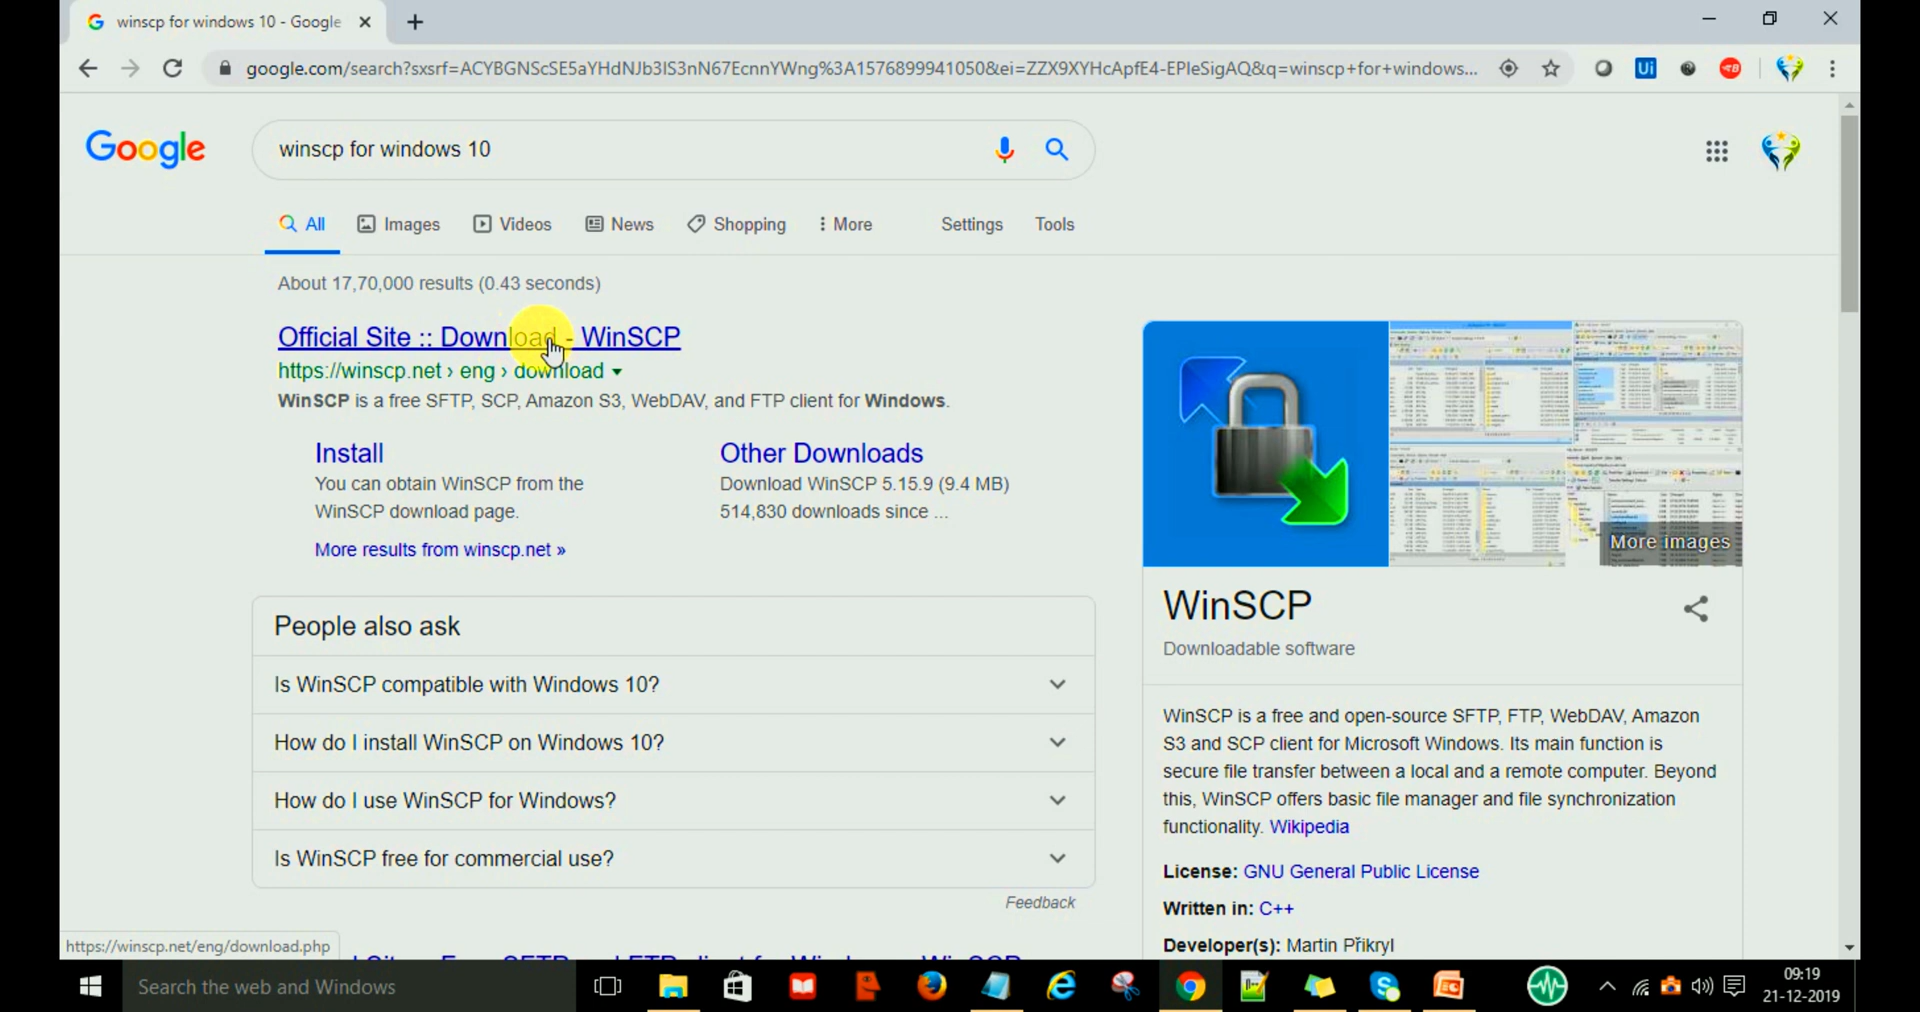 winscp for windows 10 - Google
google.com/search?sxsrf=ACYBGNScSE5aYHdNJb3IS3nN67EcnnYWng%3A1576899941050&ei=ZZX9XYHcApfE4-EPleSigAQ&q=winscp+for+windows...
Google
winscp for windows 10
All Images Videos News Shopping More Settings Tools
About 17,70,000 results (0.43 seconds)
Official Site :: Download - WinSCP
https://winscp.net › eng › download
WinSCP is a free SFTP, SCP, Amazon S3, WebDAV, and FTP client for Windows.
Install
You can obtain WinSCP from the
WinSCP download page.
Other Downloads
Download WinSCP 5.15.9 (9.4 MB)
514,830 downloads since ...
More results from winscp.net »
People also ask
Is WinSCP compatible with Windows 10?
How do I install WinSCP on Windows 10?
How do I use WinSCP for Windows?
Is WinSCP free for commercial use?
Feedback
More images
WinSCP
Downloadable software
WinSCP is a free and open-source SFTP, FTP, WebDAV, Amazon
S3 and SCP client for Microsoft Windows. Its main function is
secure file transfer between a local and a remote computer. Beyond
this, WinSCP offers basic file manager and file synchronization
functionality. Wikipedia
License: GNU General Public License
Written in: C++
Developer(s): Martin Přikryl
https://winscp.net/eng/download.php
Search the web and Windows
09:19
21-12-2019